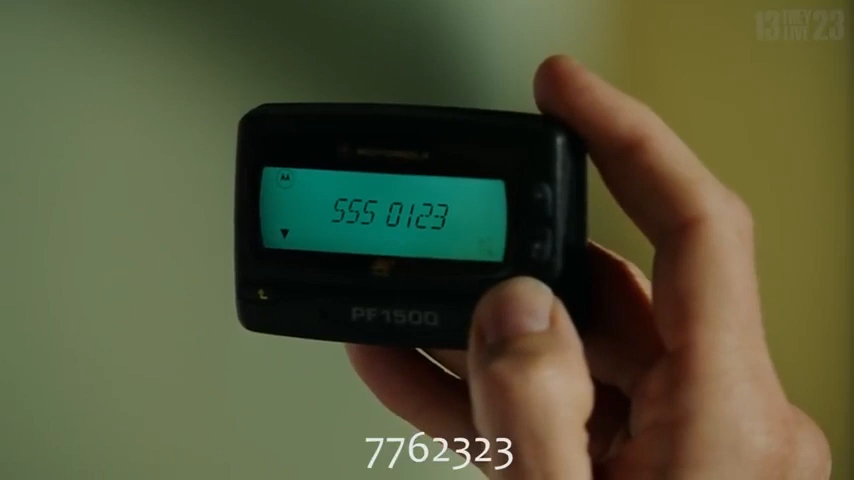 13 THEY LIVE 23
MOTOROLA
555 0123
PF1500
7762323